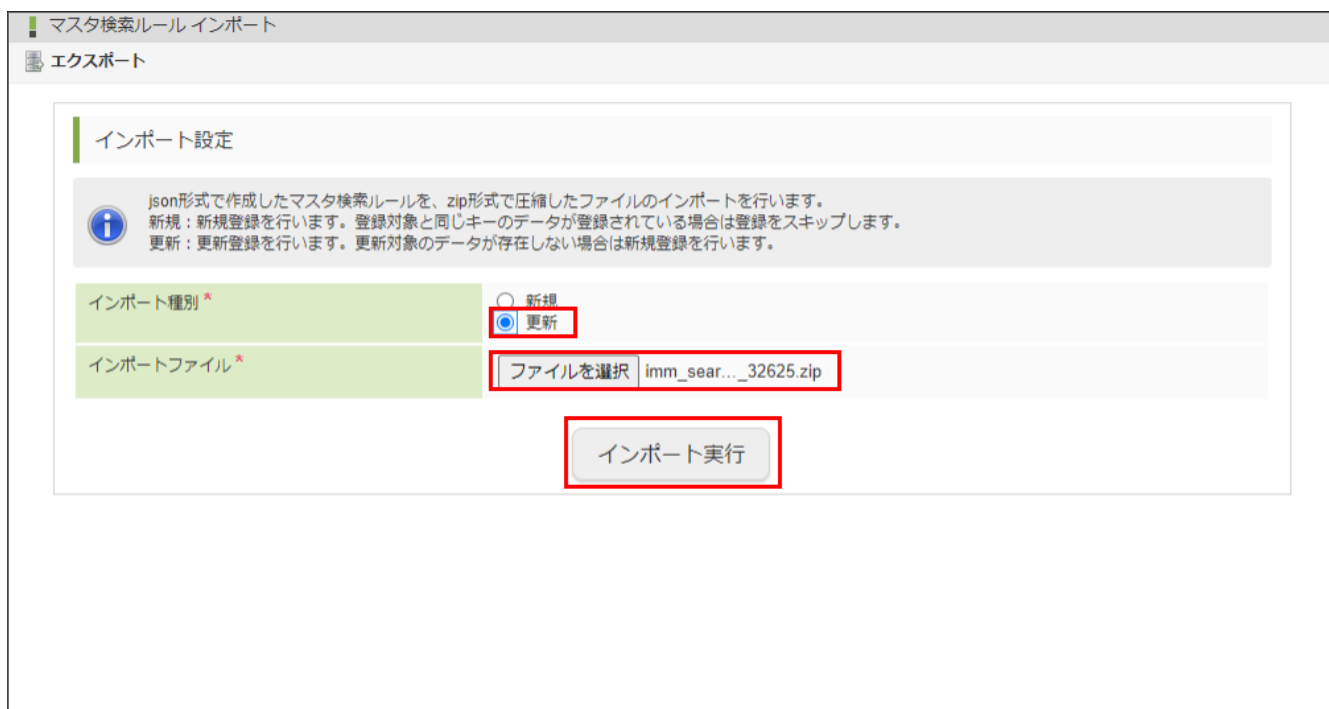 マスタ検索ルール インポート
エクスポート
インポート設定
json形式で作成したマスタ検索ルールを、zip形式で圧縮したファイルのインポートを行います。
新規：新規登録を行います。登録対象と同じキーのデータが登録されている場合は登録をスキップします。
更新：更新登録を行います。更新対象のデータが存在しない場合は新規登録を行います。
インポート種別 *
新規
更新
インポートファイル *
ファイルを選択 imm_sear…_32625.zip
インポート実行